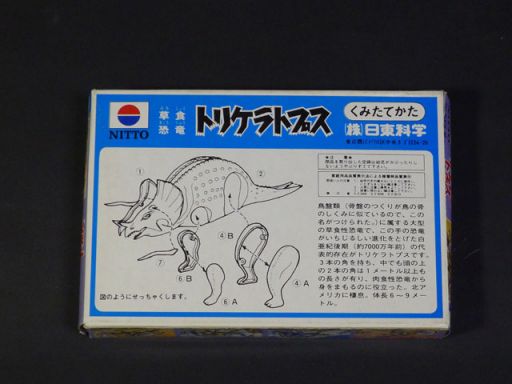 NITTO
草食
恐竜
トリケラトプス
くみたてかた
(株)日東科学
①
②
④B
⑦
⑥B
⑥A
④A
図のようにせっちゃくします。
鳥盤類(骨盤のつくりが鳥の骨
のしくみに似ているので、この
名がつけられた。)に属する大型
の草食性恐竜で、この手の恐竜
がいちじるしい進化をとげた白
亜紀後期(約7000万年前)の代
表的存在がトリケラトプスです。
3本の角を持ち、中でも頭の上
の2本の角は1メートル以上も
の長さが有り、肉食性恐竜から
身をまもるのに役立った。北ア
メリカに棲息。体長6〜9メー
トル。